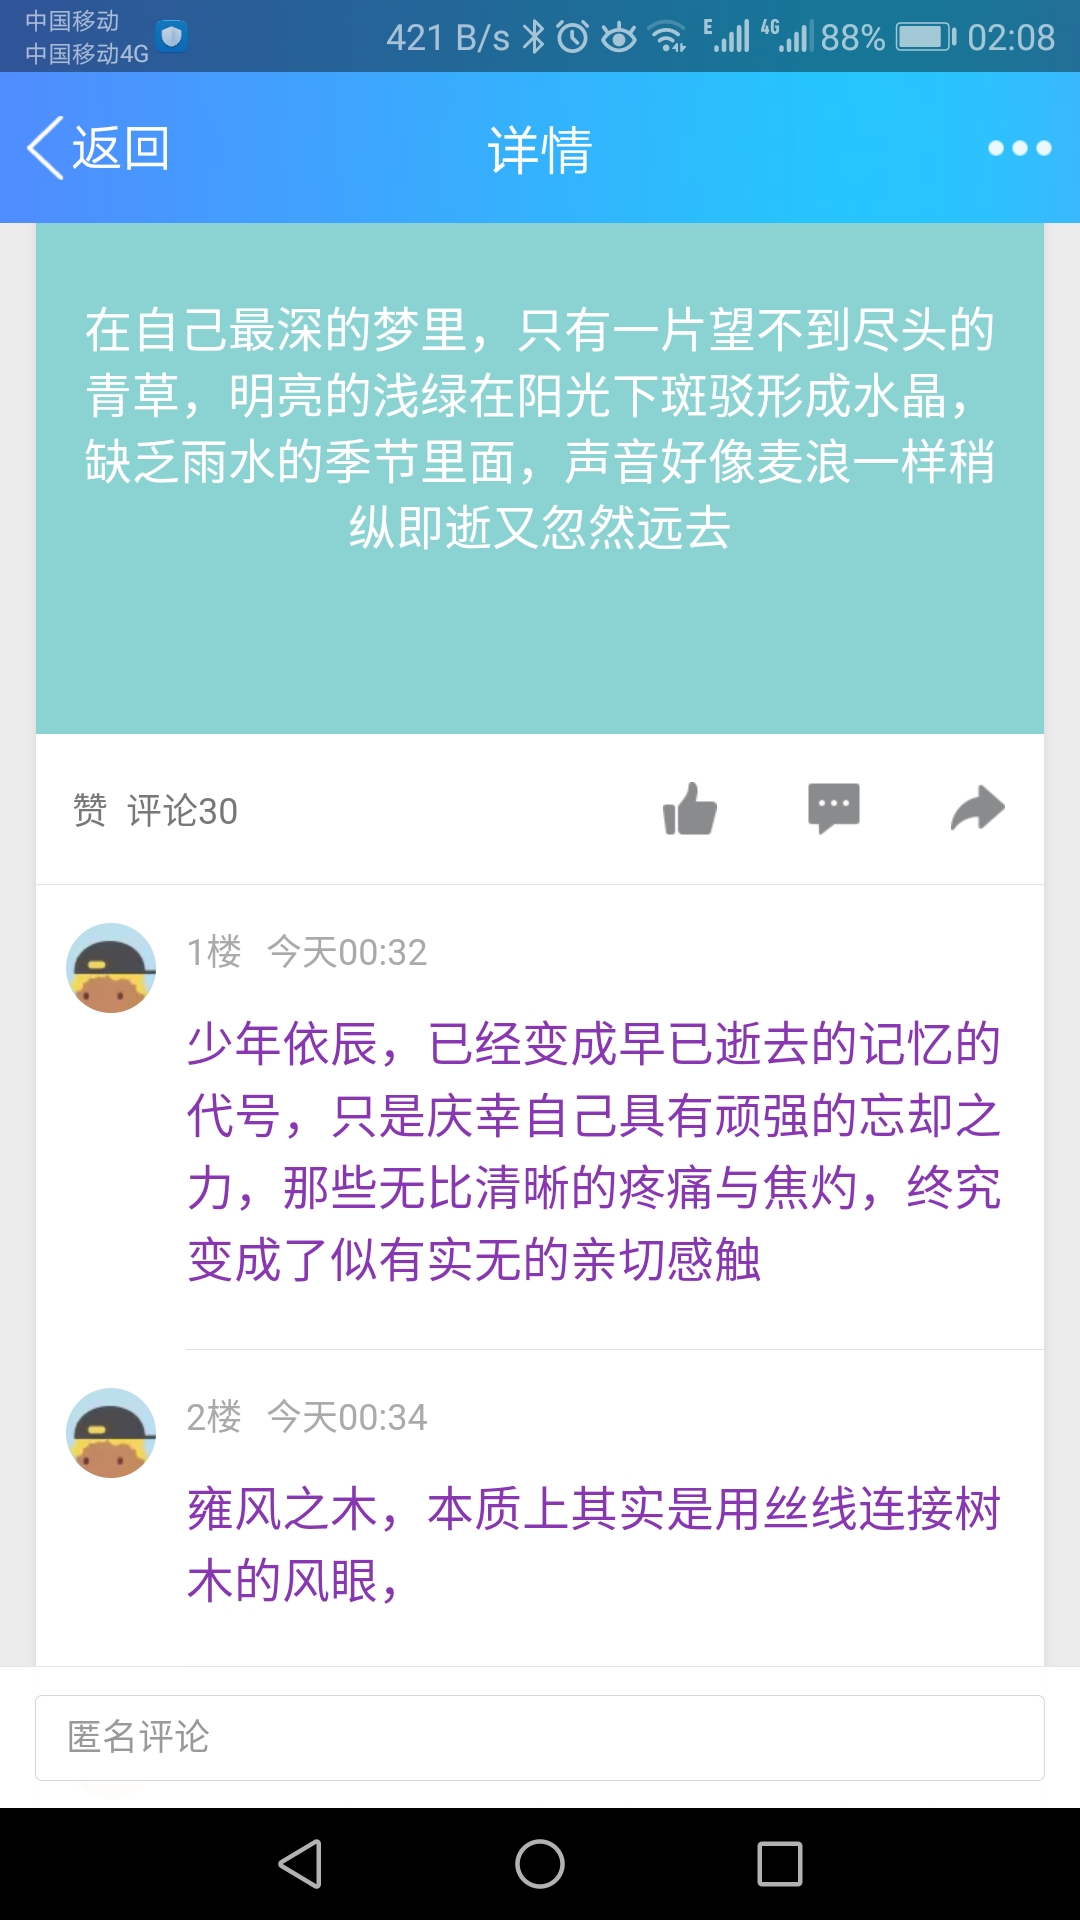 中国移动
中国移动4G
421 B/s
E
4G
88%
02:08
返回
详情
在自己最深的梦里，只有一片望不到尽头的
青草，明亮的浅绿在阳光下斑驳形成水晶，
缺乏雨水的季节里面，声音好像麦浪一样稍
纵即逝又忽然远去
赞 评论30
1楼 今天00:32
少年依辰，已经变成早已逝去的记忆的
代号，只是庆幸自己具有顽强的忘却之
力，那些无比清晰的疼痛与焦灼，终究
变成了似有实无的亲切感触
2楼 今天00:34
雍风之木，本质上其实是用丝线连接树
木的风眼，
匿名评论